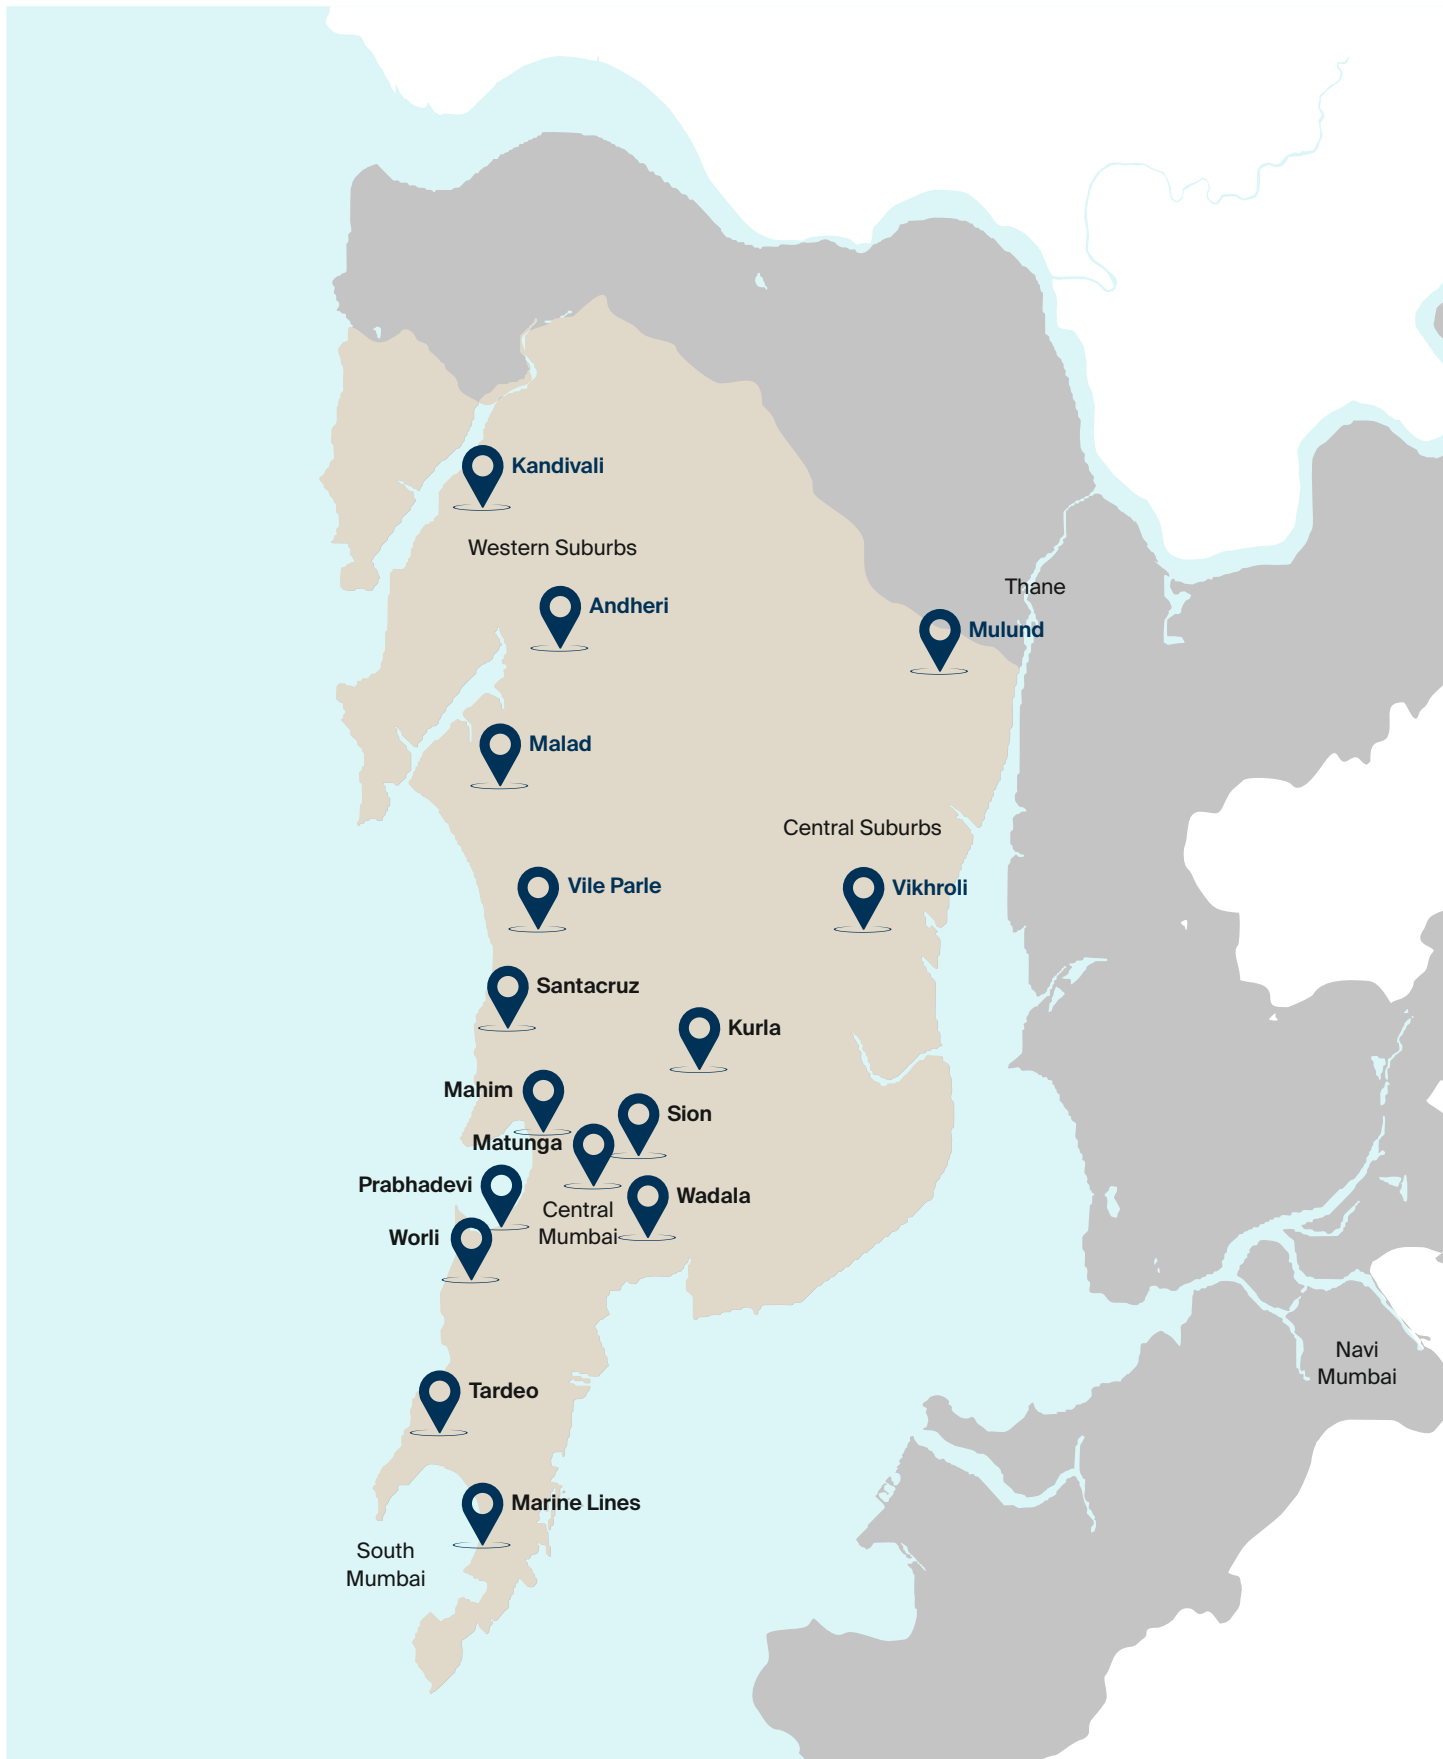 Kandivali
Western Suburbs
Thane
Andheri
Mulund
Malad
Central Suburbs
Vile Parle
Vikhroli
Santacruz
Kurla
Mahim
Sion
Matunga
Prabhadevi
Wadala
Central
Mumbai
Worli
Navi
Mumbai
Tardeo
Marine Lines
South
Mumbai